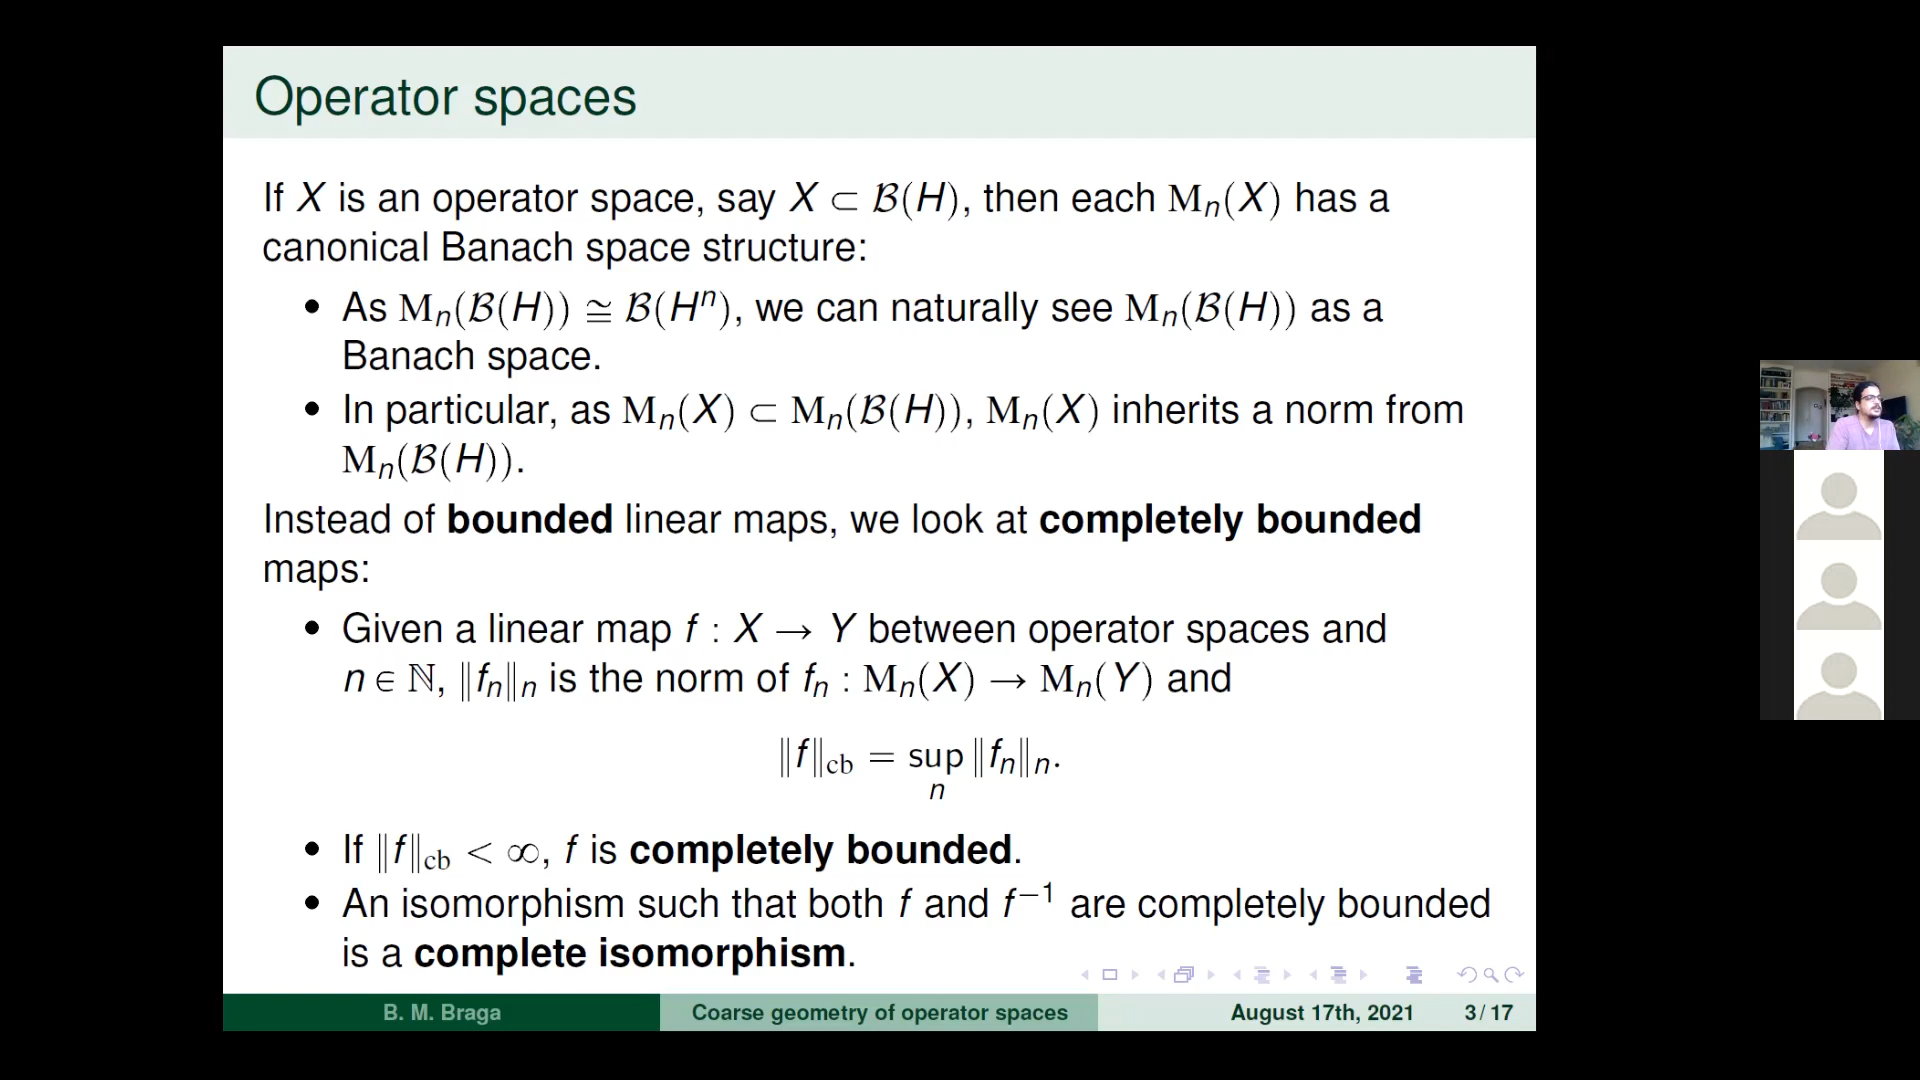 Operator spaces
If X is an operator space, say X ⊂ ℬ(H), then each Mₙ(X) has a
canonical Banach space structure:
• As Mₙ(ℬ(H)) ≅ ℬ(Hⁿ), we can naturally see Mₙ(ℬ(H)) as a
Banach space.
• In particular, as Mₙ(X) ⊂ Mₙ(ℬ(H)), Mₙ(X) inherits a norm from
Mₙ(ℬ(H)).
Instead of bounded linear maps, we look at completely bounded
maps:
• Given a linear map f : X → Y between operator spaces and
n ∈ ℕ, ‖fₙ‖ₙ is the norm of fₙ : Mₙ(X) → Mₙ(Y) and
‖f‖cb = sup ‖fₙ‖ₙ.
n
• If ‖f‖cb < ∞, f is completely bounded.
• An isomorphism such that both f and f⁻¹ are completely bounded
is a complete isomorphism.
B. M. Braga Coarse geometry of operator spaces August 17th, 2021 3/17